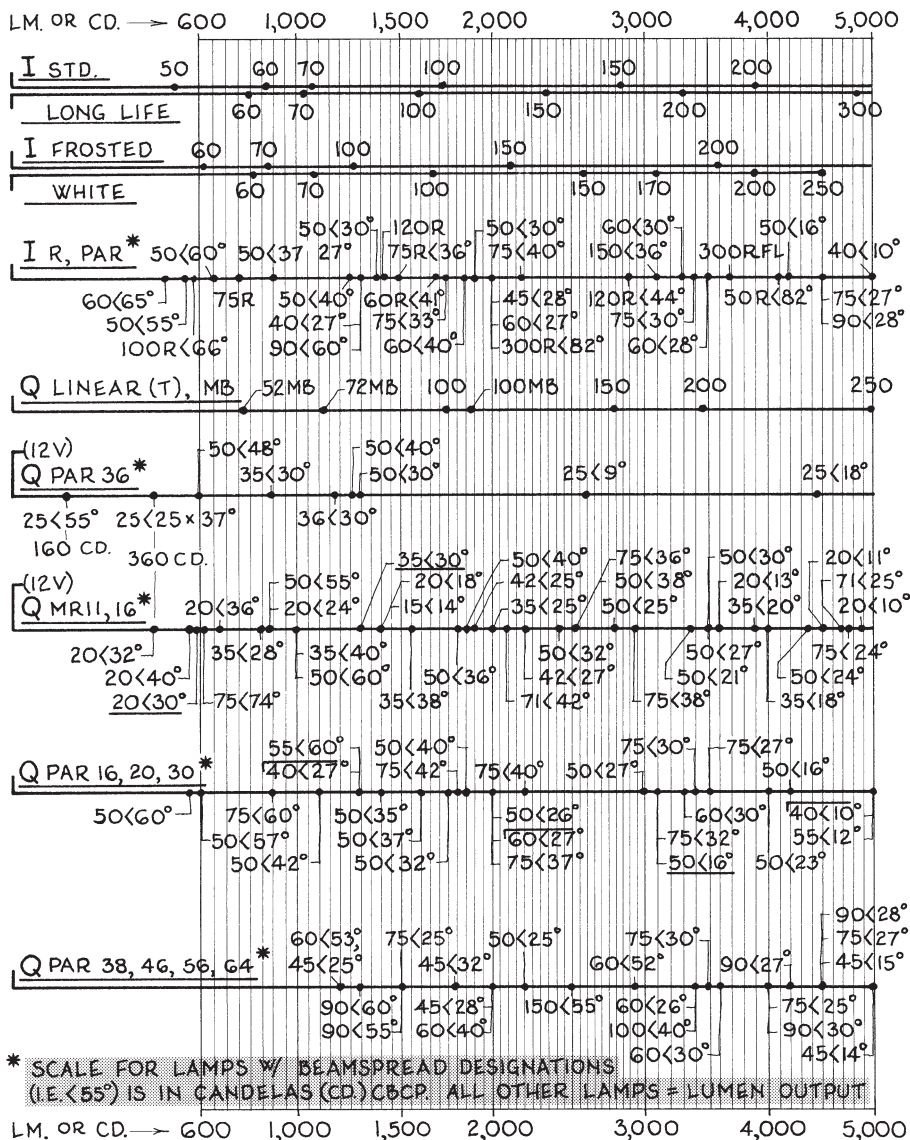 LM. OR CD. → 600 1,000 1,500 2,000 3,000 4,000 5,000
I STD. 50 60 70 100 150 200
LONG LIFE 60 70 100 150 200 300
I FROSTED 60 70 100 150 200
WHITE 60 70 100 150 170 200 250
50<30° 120R 50<30° 60<30° 50<16°
I R, PAR* 50<60° 50<37 27° 75R<36° 75<40° 150<36° 300RFL 40<10°
60<65° 75R 50<40° 60R<41° 45<28° 120R<44° 50R<82° 75<27°
50<55° 40<27° 75<33° 60<27° 75<30° 90<28°
100R<66° 90<60° 60<40° 300R<82° 60<28°
Q LINEAR (T), MB 52MB 72MB 100 100MB 150 200 250
(12V) 50<48° 50<40°
Q PAR 36* 35<30° 50<30° 25<9° 25<18°
25<55° 25<25×37° 36<30°
160 CD. 360 CD.
35<30° 50<40° 75<36° 50<30° 20<11°
(12V) 50<55° 20<18° 42<25° 50<38° 20<13° 71<25°
Q MR11, 16* 20<36° 20<24° 15<14° 35<25° 50<25° 35<20° 20<10°
20<32° 35<28° 35<40° 50<32° 50<27° 75<24°
20<40° 50<60° 50<36° 42<27° 50<21° 50<24°
20<30° 75<74° 35<38° 71<42° 75<38° 35<18°
55<60° 50<40° 75<30° 75<27°
Q PAR 16, 20, 30* 40<27° 75<42° 75<40° 50<27° 50<16°
50<60° 75<60° 50<35° 50<26° 60<30° 40<10°
50<57° 50<37° 60<27° 75<32° 55<12°
50<42° 50<32° 75<37° 50<16° 50<23°
90<28°
60<53° 75<25° 50<25° 75<30° 75<27°
Q PAR 38, 46, 56, 64* 45<25° 45<32° 60<52° 90<27° 45<15°
90<60° 45<28° 150<55° 60<26° 75<25°
90<55° 60<40° 100<40° 90<30°
60<30° 45<14°
* SCALE FOR LAMPS W/ BEAMSPREAD DESIGNATIONS
(I.E. <55°) IS IN CANDELAS (CD.) CBCP. ALL OTHER LAMPS = LUMEN OUTPUT
LM. OR CD. → 600 1,000 1,500 2,000 3,000 4,000 5,000